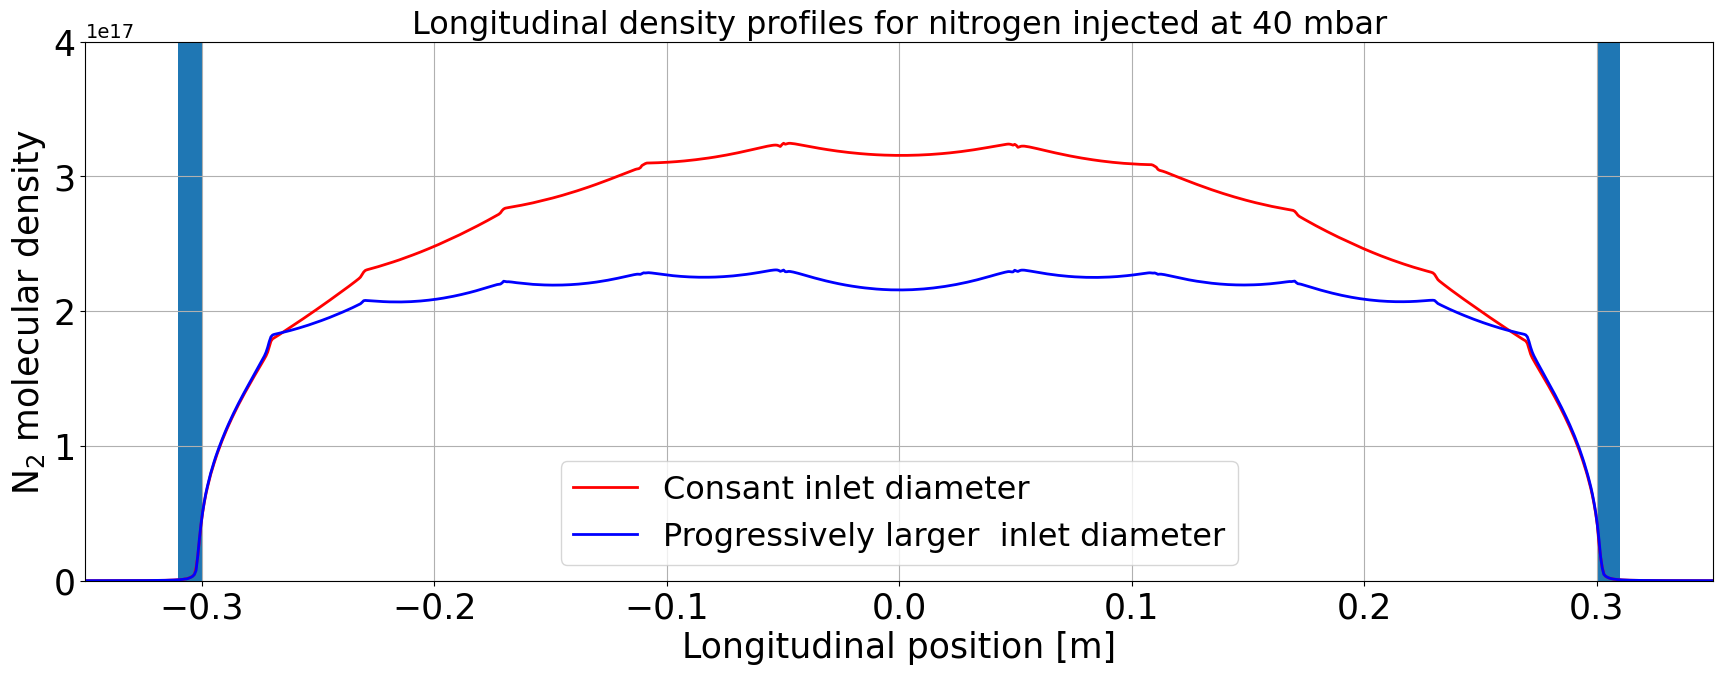 Longitudinal density profiles for nitrogen injected at 40 mbar
1e17
4
3
2
1
0
N₂ molecular density
Consant inlet diameter
Progressively larger  inlet diameter
−0.3 −0.2 −0.1 0.0 0.1 0.2 0.3
Longitudinal position [m]